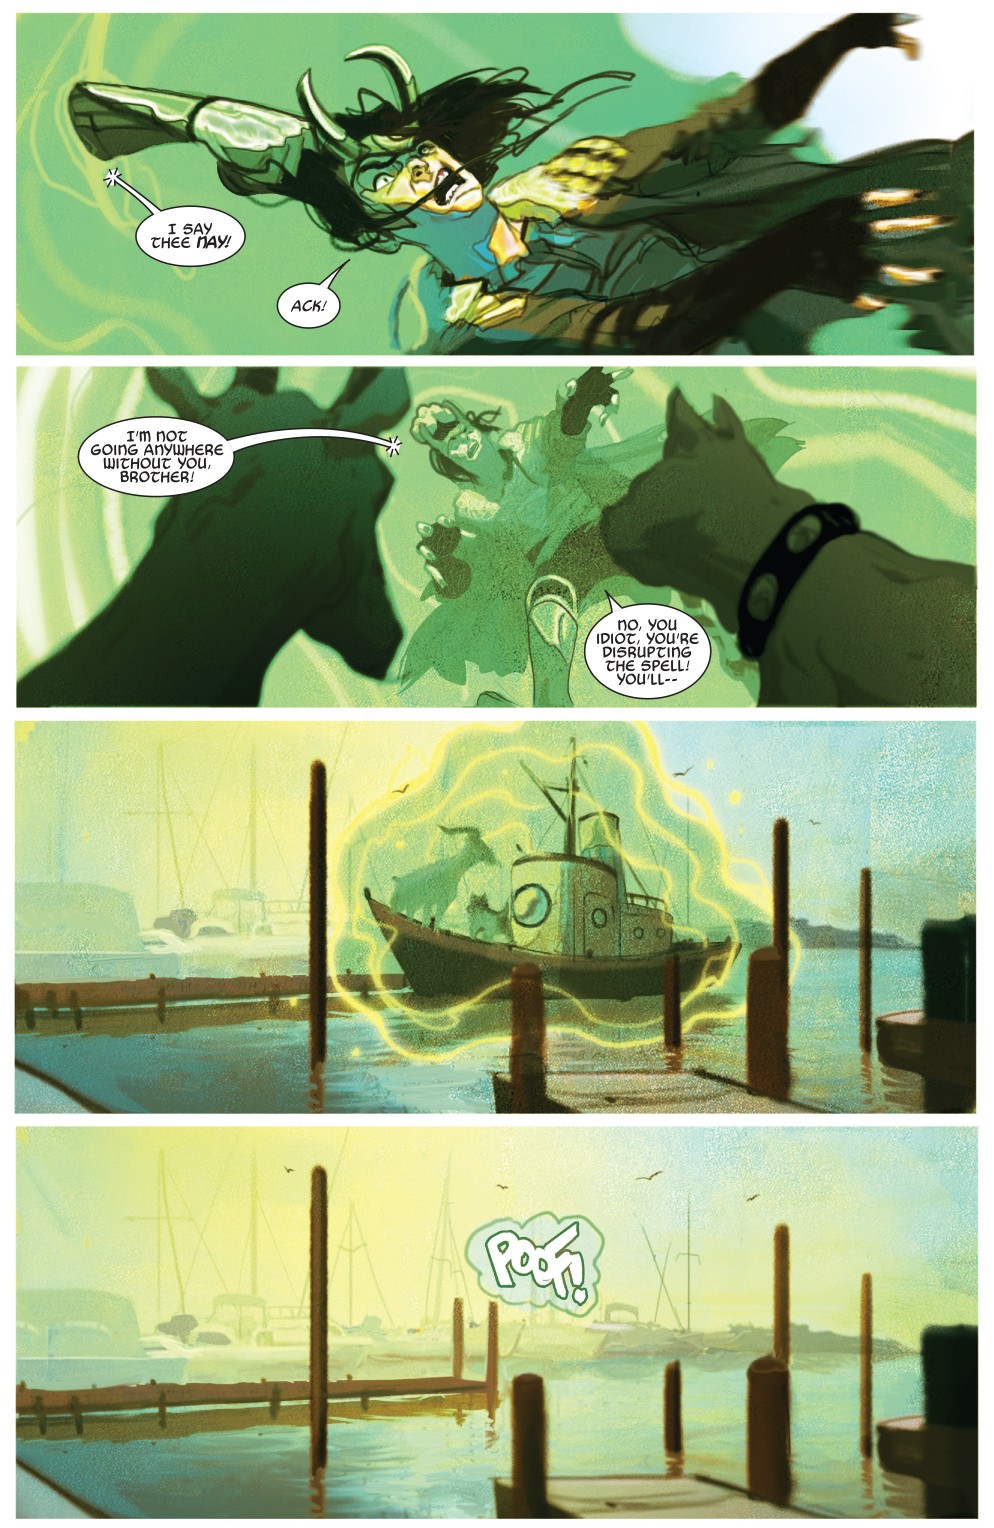 I SAY
THEE NAY!
ACK!
I'M NOT
GOING ANYWHERE
WITHOUT YOU,
BROTHER!
NO, YOU
IDIOT, YOU'RE
DISRUPTING
THE SPELL!
YOU'LL--
POOF!